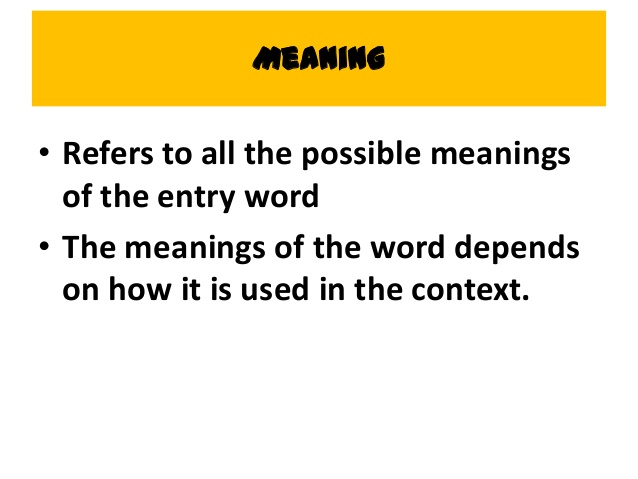 MEANING
• Refers to all the possible meanings
of the entry word
• The meanings of the word depends
on how it is used in the context.